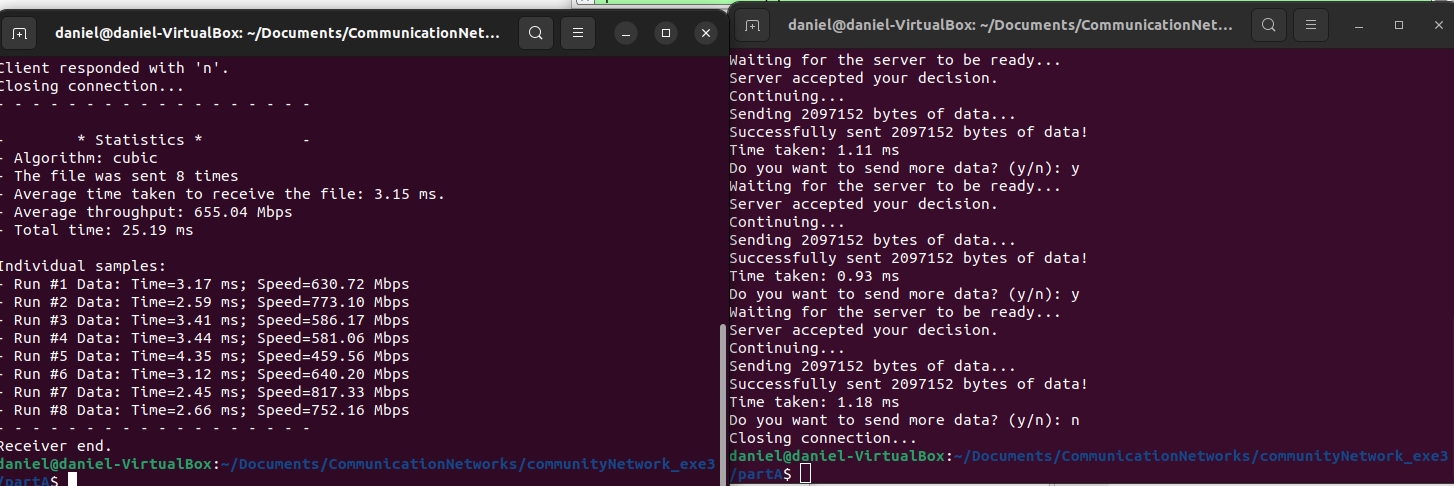 daniel@daniel-VirtualBox: ~/Documents/CommunicationNet...
Client responded with 'n'.
Closing connection...
- - - - - - - - - - - - - - - - - - -
-        * Statistics *            -
- Algorithm: cubic
- The file was sent 8 times
- Average time taken to receive the file: 3.15 ms.
- Average throughput: 655.04 Mbps
- Total time: 25.19 ms
Individual samples:
- Run #1 Data: Time=3.17 ms; Speed=630.72 Mbps
- Run #2 Data: Time=2.59 ms; Speed=773.10 Mbps
- Run #3 Data: Time=3.41 ms; Speed=586.17 Mbps
- Run #4 Data: Time=3.44 ms; Speed=581.06 Mbps
- Run #5 Data: Time=4.35 ms; Speed=459.56 Mbps
- Run #6 Data: Time=3.12 ms; Speed=640.20 Mbps
- Run #7 Data: Time=2.45 ms; Speed=817.33 Mbps
- Run #8 Data: Time=2.66 ms; Speed=752.16 Mbps
- - - - - - - - - - - - - - - - - - -
Receiver end.
daniel@daniel-VirtualBox:~/Documents/CommunicationNetworks/communityNetwork_exe3
/partA$
daniel@daniel-VirtualBox: ~/Documents/CommunicationNet...
Waiting for the server to be ready...
Server accepted your decision.
Continuing...
Sending 2097152 bytes of data...
Successfully sent 2097152 bytes of data!
Time taken: 1.11 ms
Do you want to send more data? (y/n): y
Waiting for the server to be ready...
Server accepted your decision.
Continuing...
Sending 2097152 bytes of data...
Successfully sent 2097152 bytes of data!
Time taken: 0.93 ms
Do you want to send more data? (y/n): y
Waiting for the server to be ready...
Server accepted your decision.
Continuing...
Sending 2097152 bytes of data...
Successfully sent 2097152 bytes of data!
Time taken: 1.18 ms
Do you want to send more data? (y/n): n
Closing connection...
daniel@daniel-VirtualBox:~/Documents/CommunicationNetworks/communityNetwork_exe3
/partA$